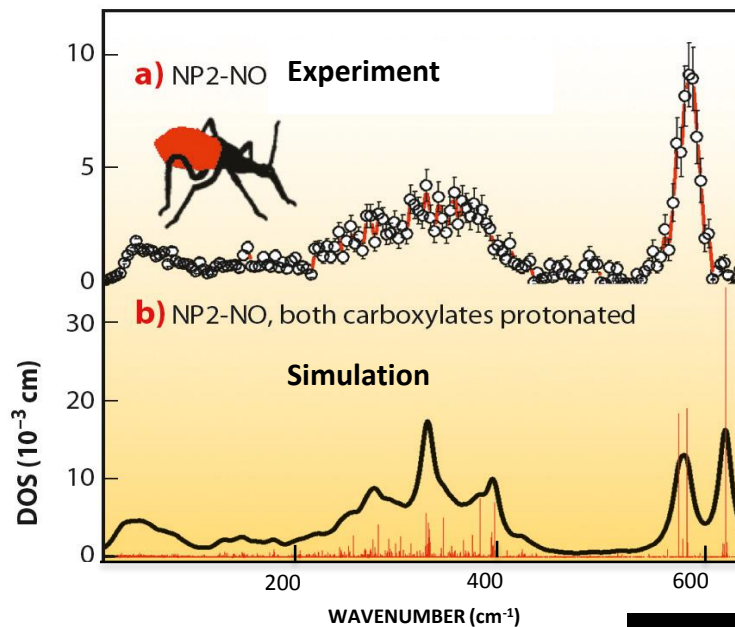 10
a) NP2-NO Experiment
5
0
b) NP2-NO, both carboxylates protonated
30
Simulation
20
10
0
DOS (10⁻³ cm)
200 400 600
WAVENUMBER (cm⁻¹)